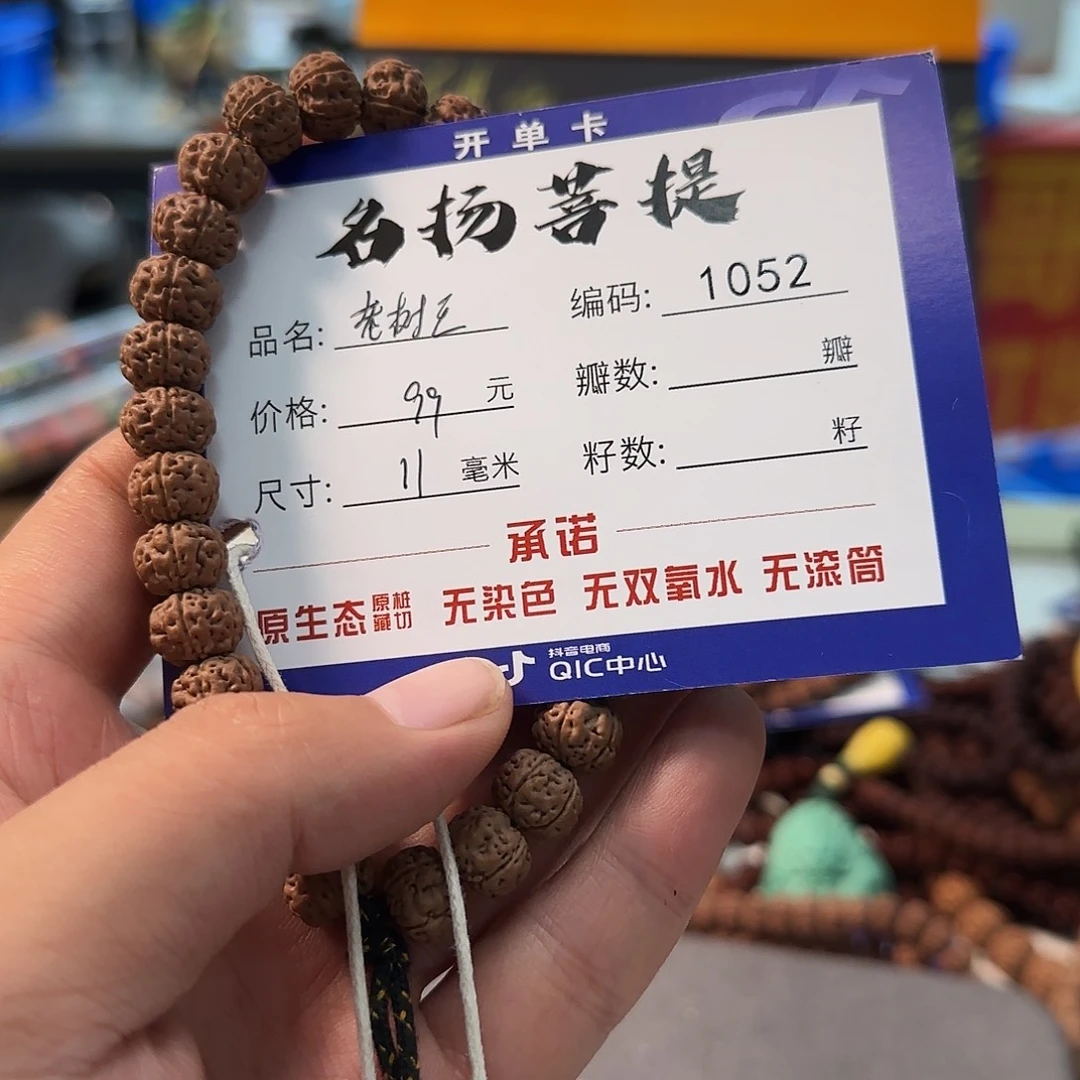 开单卡
名扬菩提
品名: 老树王 编码: 1052
价格: 99 元 瓣数: 瓣
尺寸: 11 毫米 籽数: 籽
承诺
原生态 原桩藏切 无染色 无双氧水 无滚筒
抖音电商
QIC中心